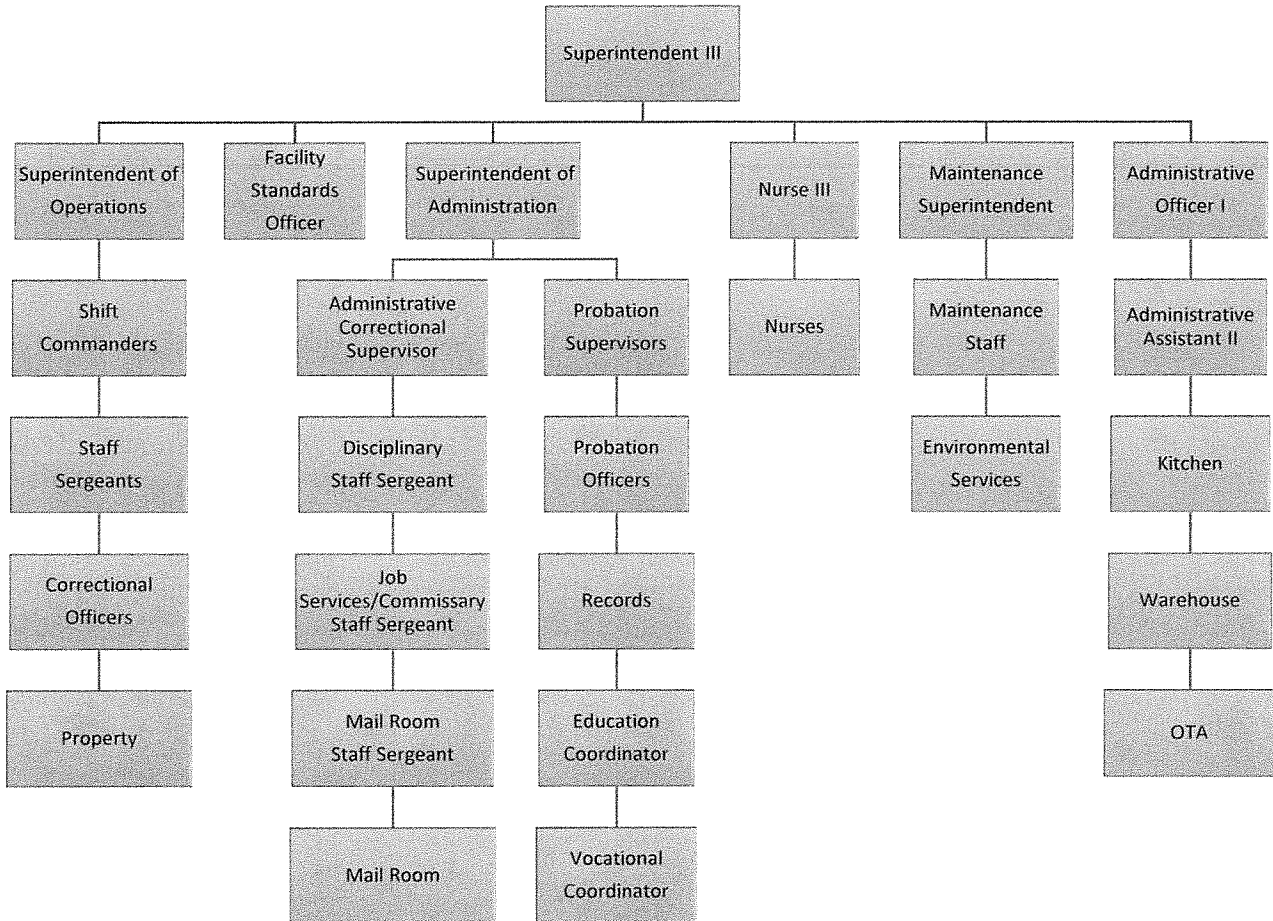 Superintendent III
Superintendent of
Operations
Facility
Standards
Officer
Superintendent of
Administration
Nurse III
Maintenance
Superintendent
Administrative
Officer I
Shift
Commanders
Administrative
Correctional
Supervisor
Probation
Supervisors
Nurses
Maintenance
Staff
Administrative
Assistant II
Staff
Sergeants
Disciplinary
Staff Sergeant
Probation
Officers
Environmental
Services
Kitchen
Correctional
Officers
Job
Services/Commissary
Staff Sergeant
Records
Warehouse
Property
Mail Room
Staff Sergeant
Education
Coordinator
OTA
Mail Room
Vocational
Coordinator